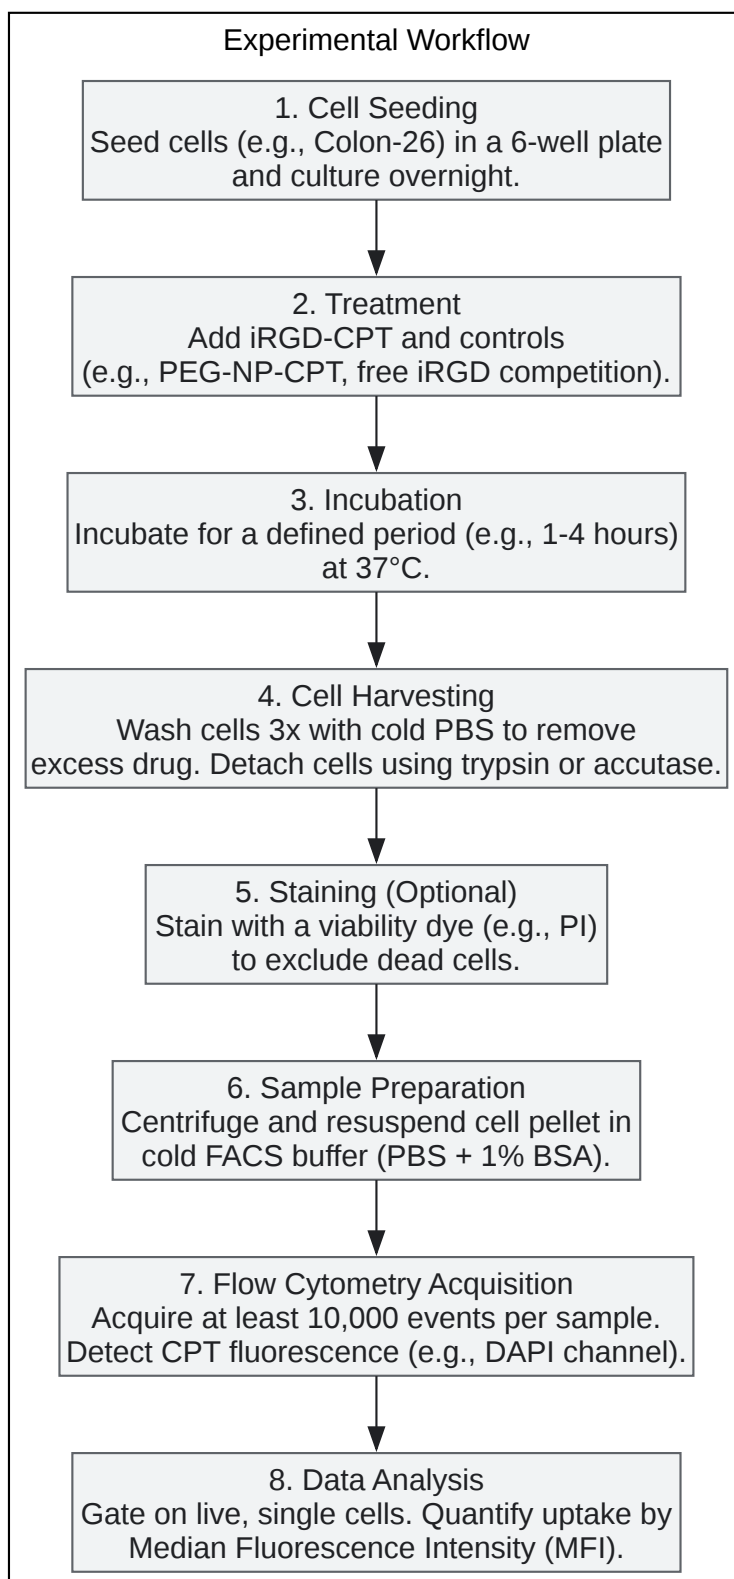 Experimental Workflow
1. Cell Seeding
Seed cells (e.g., Colon-26) in a 6-well plate
and culture overnight.
2. Treatment
Add iRGD-CPT and controls
(e.g., PEG-NP-CPT, free iRGD competition).
3. Incubation
Incubate for a defined period (e.g., 1-4 hours)
at 37°C.
4. Cell Harvesting
Wash cells 3x with cold PBS to remove
excess drug. Detach cells using trypsin or accutase.
5. Staining (Optional)
Stain with a viability dye (e.g., PI)
to exclude dead cells.
6. Sample Preparation
Centrifuge and resuspend cell pellet in
cold FACS buffer (PBS + 1% BSA).
7. Flow Cytometry Acquisition
Acquire at least 10,000 events per sample.
Detect CPT fluorescence (e.g., DAPI channel).
8. Data Analysis
Gate on live, single cells. Quantify uptake by
Median Fluorescence Intensity (MFI).